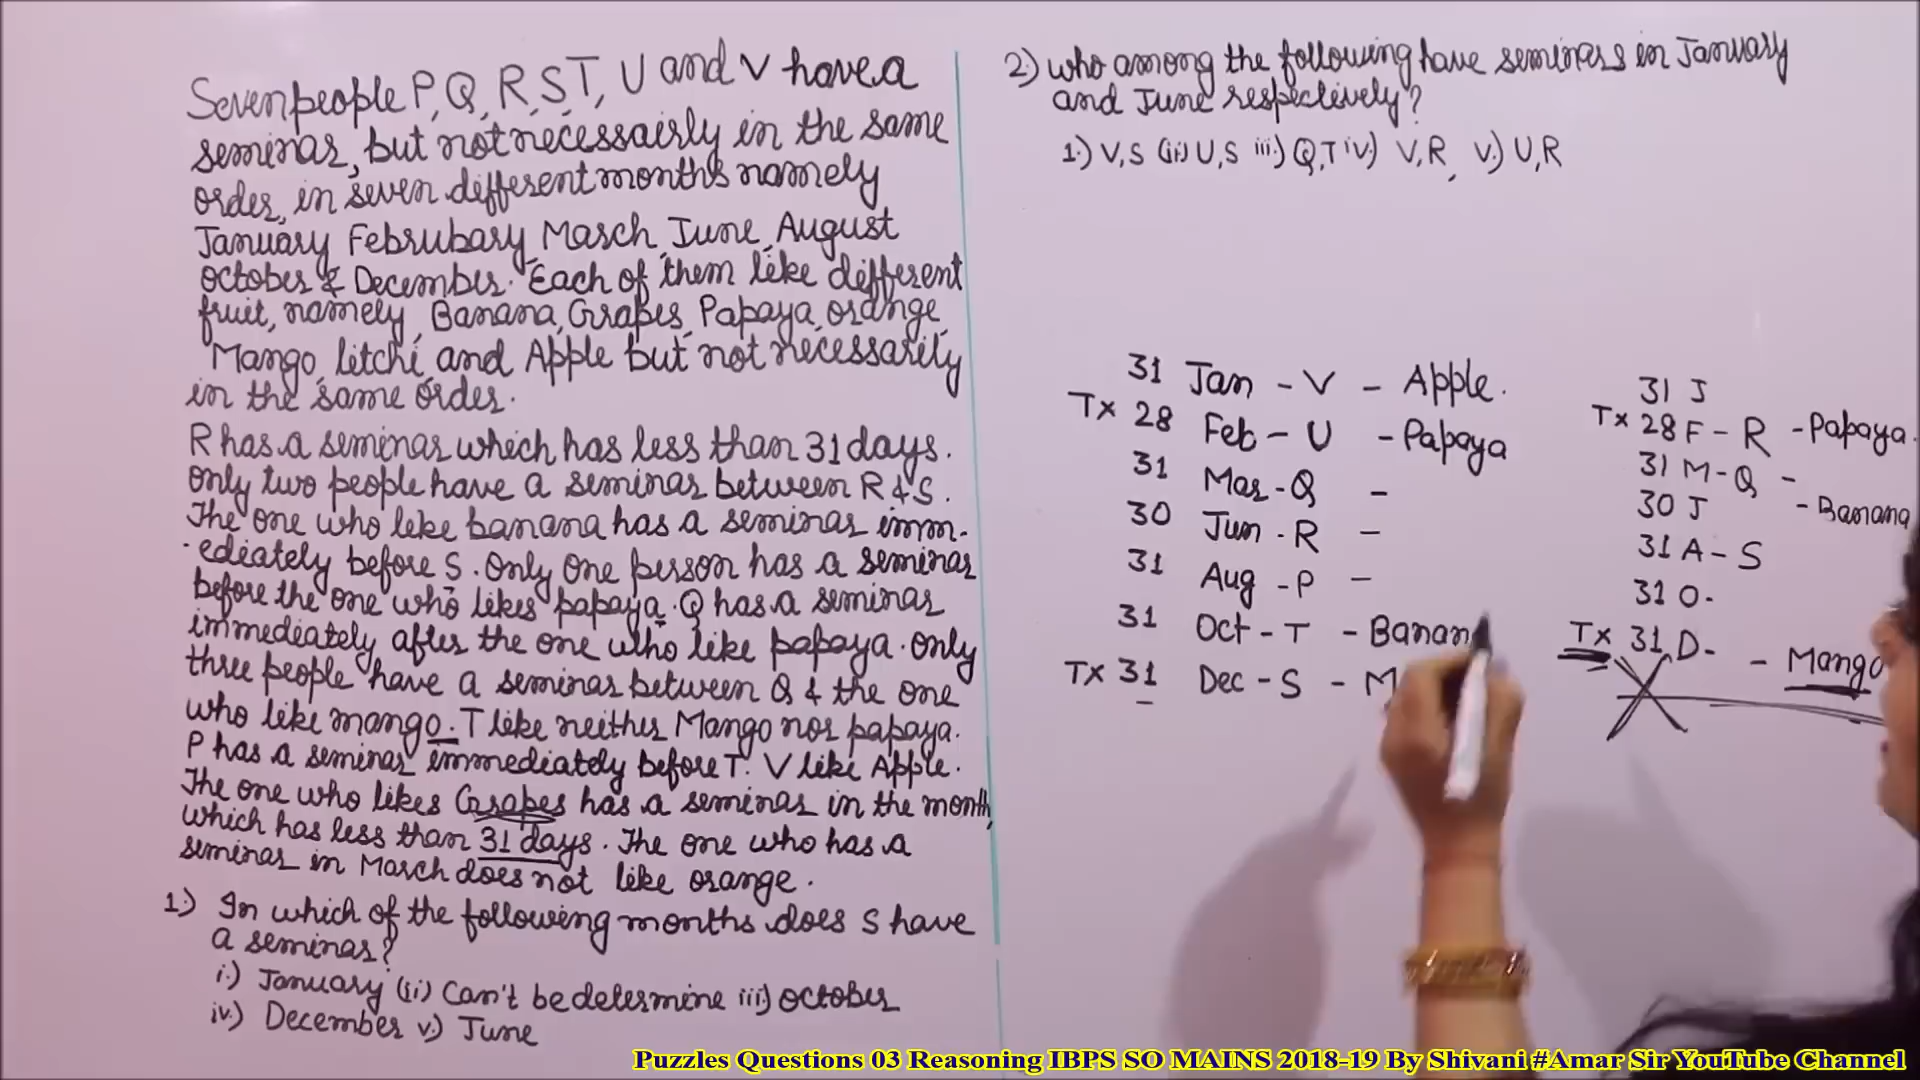 Seven people P, Q, R, S T, U and V have a
seminar, but not necessairly in the same
order, in seven different months namely
January Februbary, March, June, August
october & December. Each of them like different
fruit, namely, Banana, Grapes, Papaya, orange,
Mango, litchi and Apple but not necessarily
in the same order.
R has a seminar which has less than 31 days.
only two people have a seminar between R & S.
The one who like banana has a seminar imm-
ediately before S. Only one person has a seminar
before the one who likes papaya. Q has a seminar
immediately after the one who like papaya. only
three people have a seminar between Q & the one
who like mango. T like neither Mango nor papaya.
P has a seminar immediately before T. V like Apple.
The one who likes Grapes has a seminar in the month,
which has less than 31 days. The one who has a
seminar in March does not like orange.
1.) In which of the following months does S have
a seminar?
i.) January (ii) Can't be determine iii) october
iv.) December v.) June
2.) who among the following have seminars in January
and June respectively?
1.) V,S (ii) U,S iii.) Q,T iv.) V,R, v.) U,R
31 Jan - V - Apple.
Tx 28 Feb - U - Papaya
31 Mar - Q -
30 Jun - R -
31 Aug - P -
31 Oct - T - Banan
Tx 31 Dec - S - M
31 J
Tx 28 F - R - Papaya.
31 M - Q -
30 J - Banana
31 A - S
31 O -
Tx 31 D - - Mango
Puzzles Questions 03 Reasoning IBPS SO MAINS 2018-19 By Shivani #Amar Sir YouTube Channel